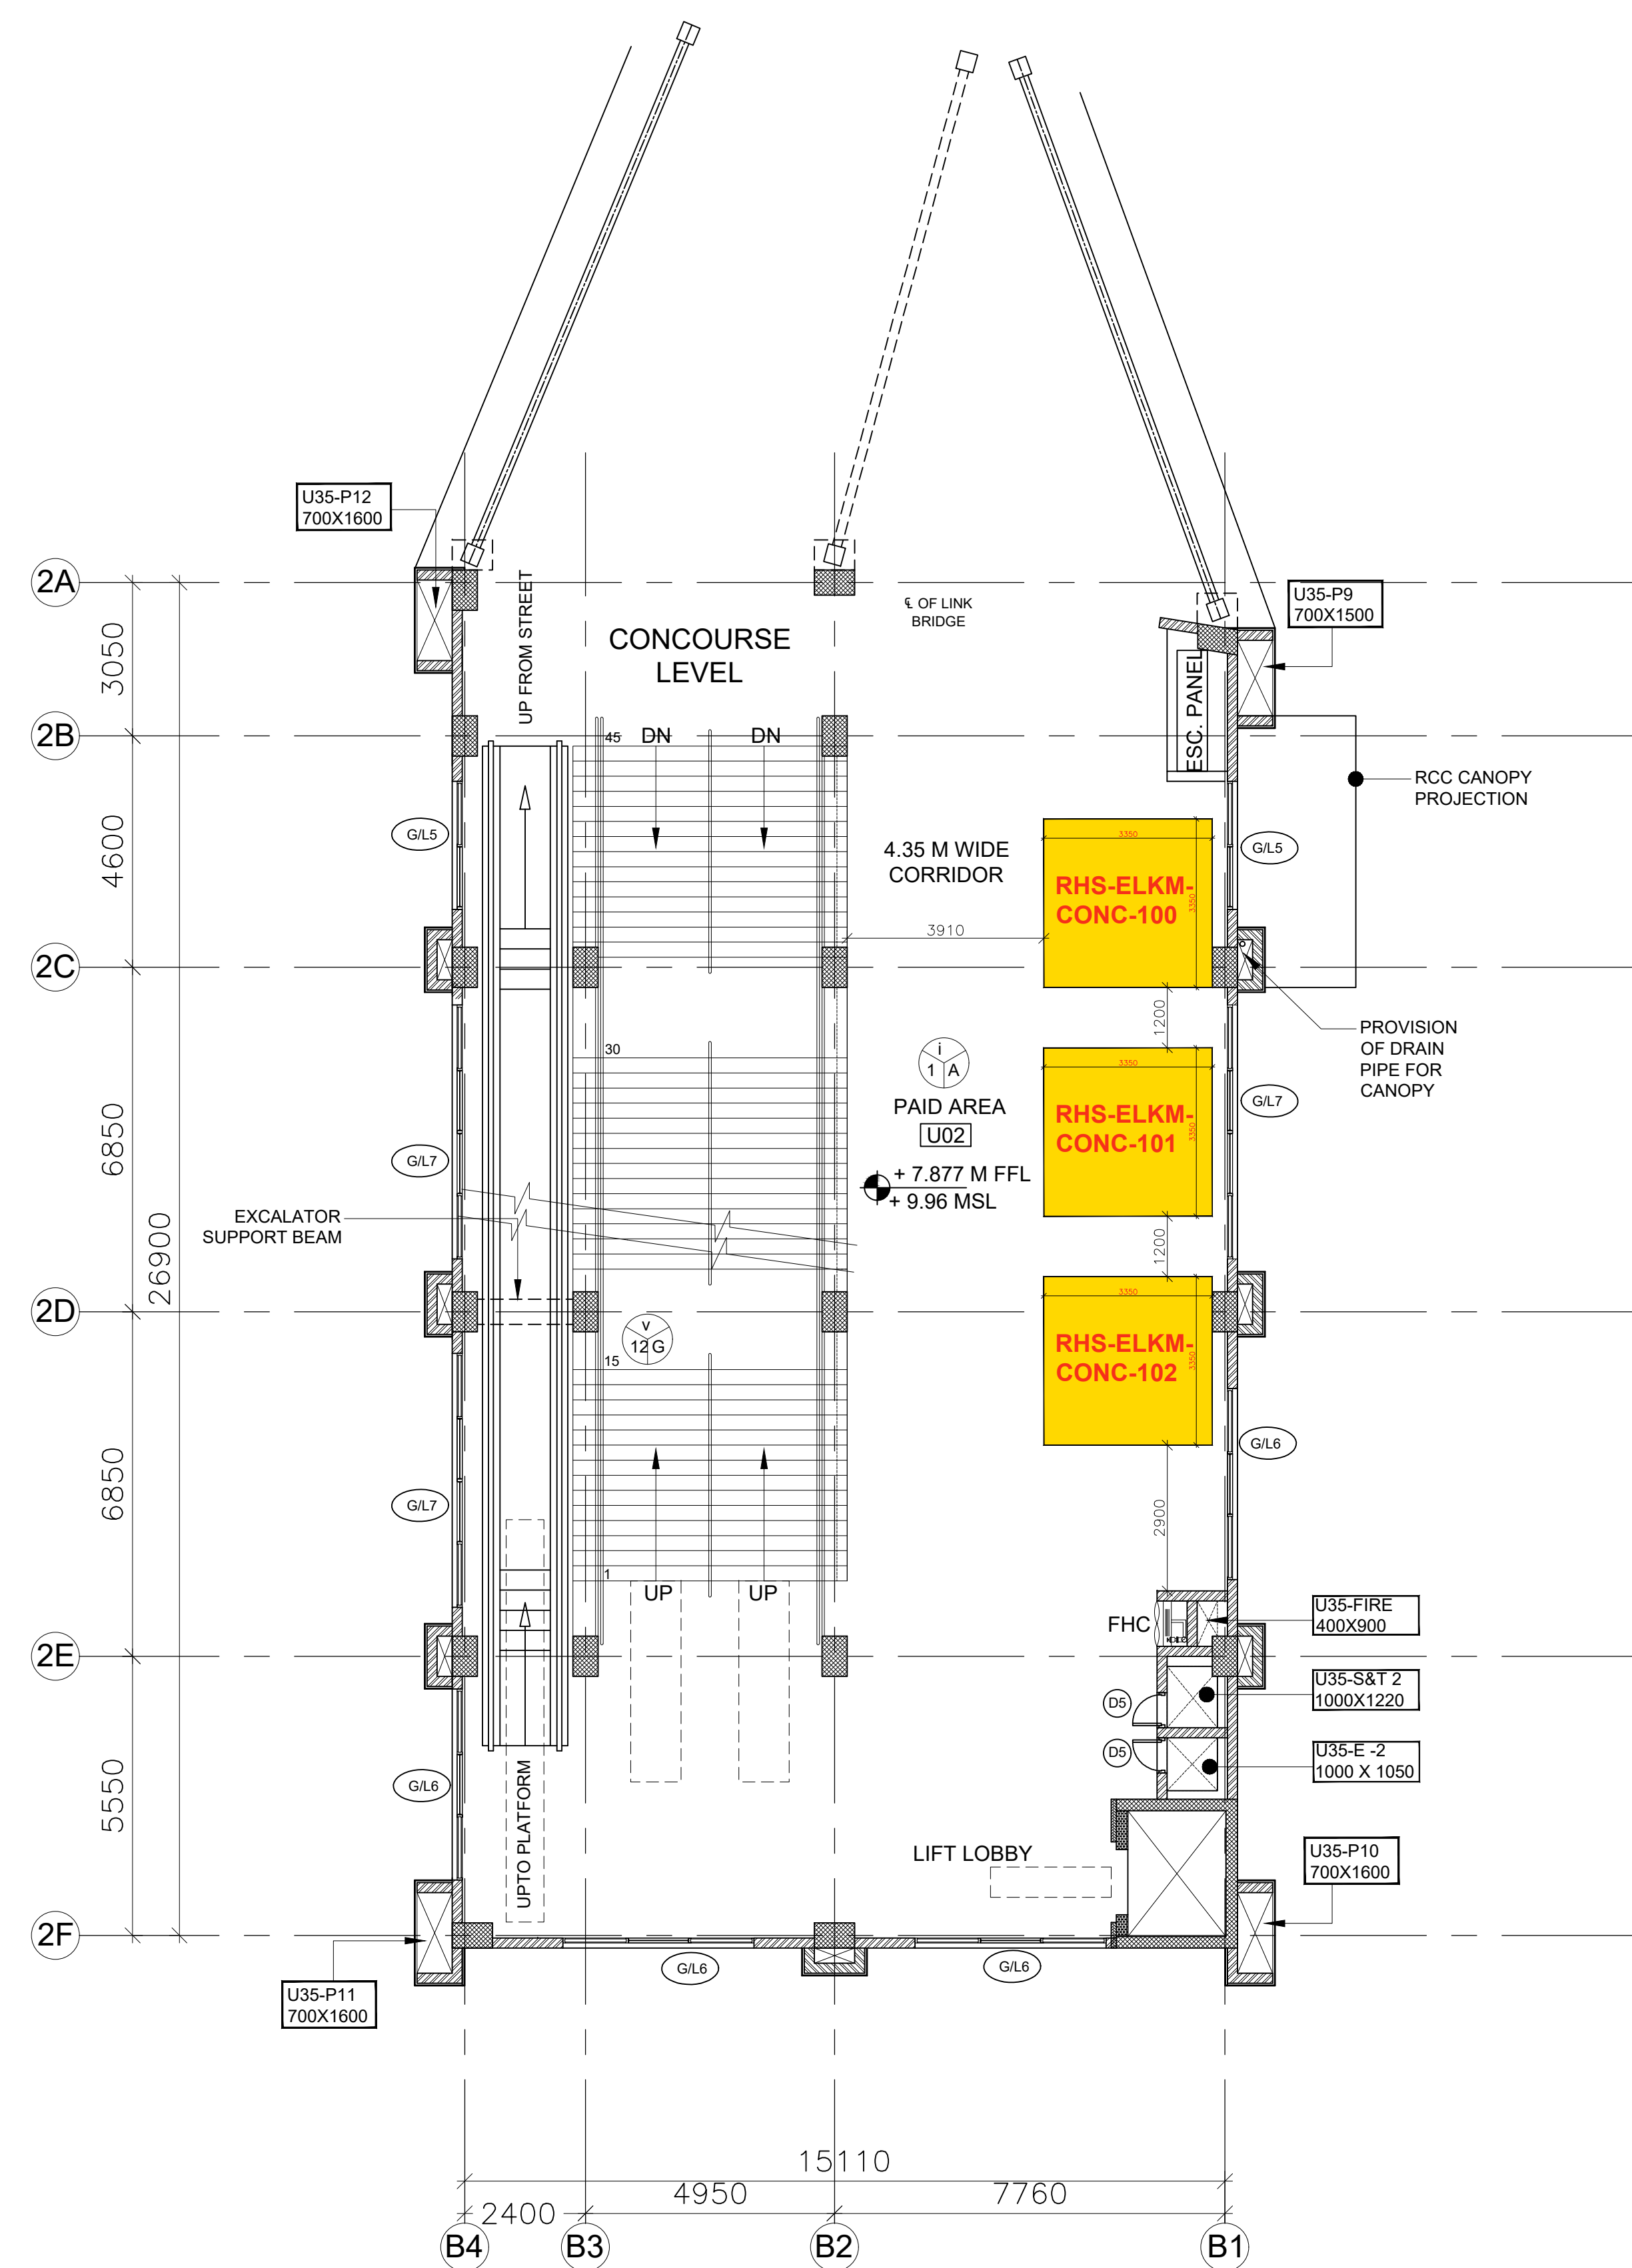 U35-P12
700X1600
2A
UP FROM STREET
CONCOURSE
LEVEL
℄ OF LINK
BRIDGE
U35-P9
700X1500
3050
ESC. PANEL
2B
45
DN
DN
RCC CANOPY
PROJECTION
4600
G/L5
4.35 M WIDE
CORRIDOR
3350
RHS-ELKM-
CONC-100
3350
G/L5
3910
2C
1200
PROVISION
OF DRAIN
PIPE FOR
CANOPY
30
i
1 A
PAID AREA
U02
3350
RHS-ELKM-
CONC-101
3350
G/L7
6850
G/L7
+ 7.877 M FFL
+ 9.96 MSL
EXCALATOR
SUPPORT BEAM
26900
1200
2D
v
12 G
15
3350
RHS-ELKM-
CONC-102
3350
G/L6
6850
G/L7
2900
1
UP
UP
FHC
U35-FIRE
400X900
2E
U35-S&T 2
1000X1220
D5
D5
U35-E -2
1000 X 1050
5550
G/L6
UPTO PLATFORM
LIFT LOBBY
U35-P10
700X1600
2F
G/L6
G/L6
U35-P11
700X1600
15110
4950
7760
2400
B4
B3
B2
B1